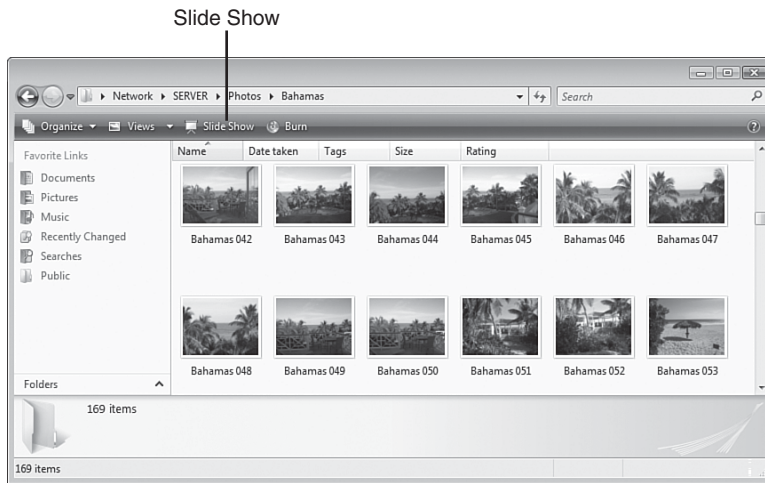 Slide Show
Network SERVER Photos Bahamas
Search
Organize Views Slide Show Burn
Favorite Links
Documents
Pictures
Music
Recently Changed
Searches
Public
Folders
Name Date taken Tags Size Rating
Bahamas 042 Bahamas 043 Bahamas 044 Bahamas 045 Bahamas 046 Bahamas 047
Bahamas 048 Bahamas 049 Bahamas 050 Bahamas 051 Bahamas 052 Bahamas 053
169 items
169 items